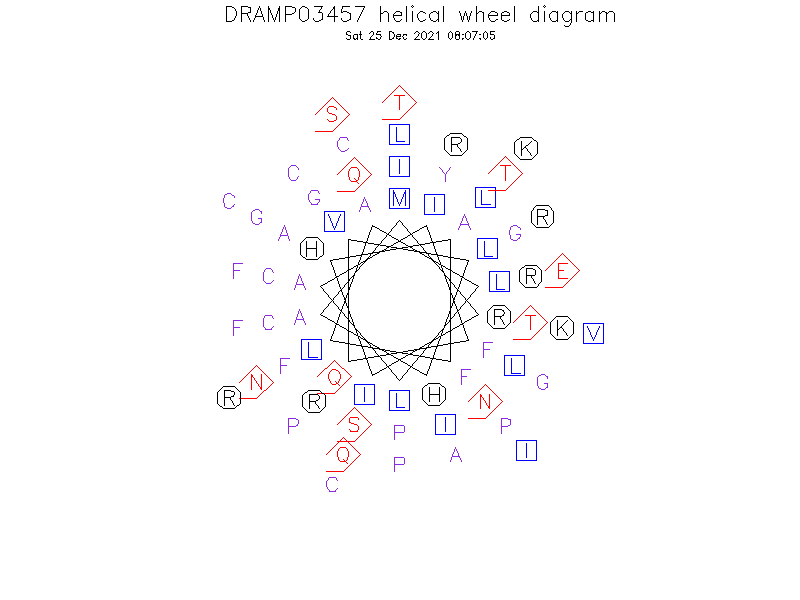 DRAMP03457 helical wheel diagram
Sat 25 Dec 2021 08:07:05
T
S
L
C R K
I
C Q Y T
C G A M I L
G V A R
A G
H L
F C A L R E
F C A R T K V
L F
F L
N Q F G
R R I L H N
P S P I P
Q P A I
C